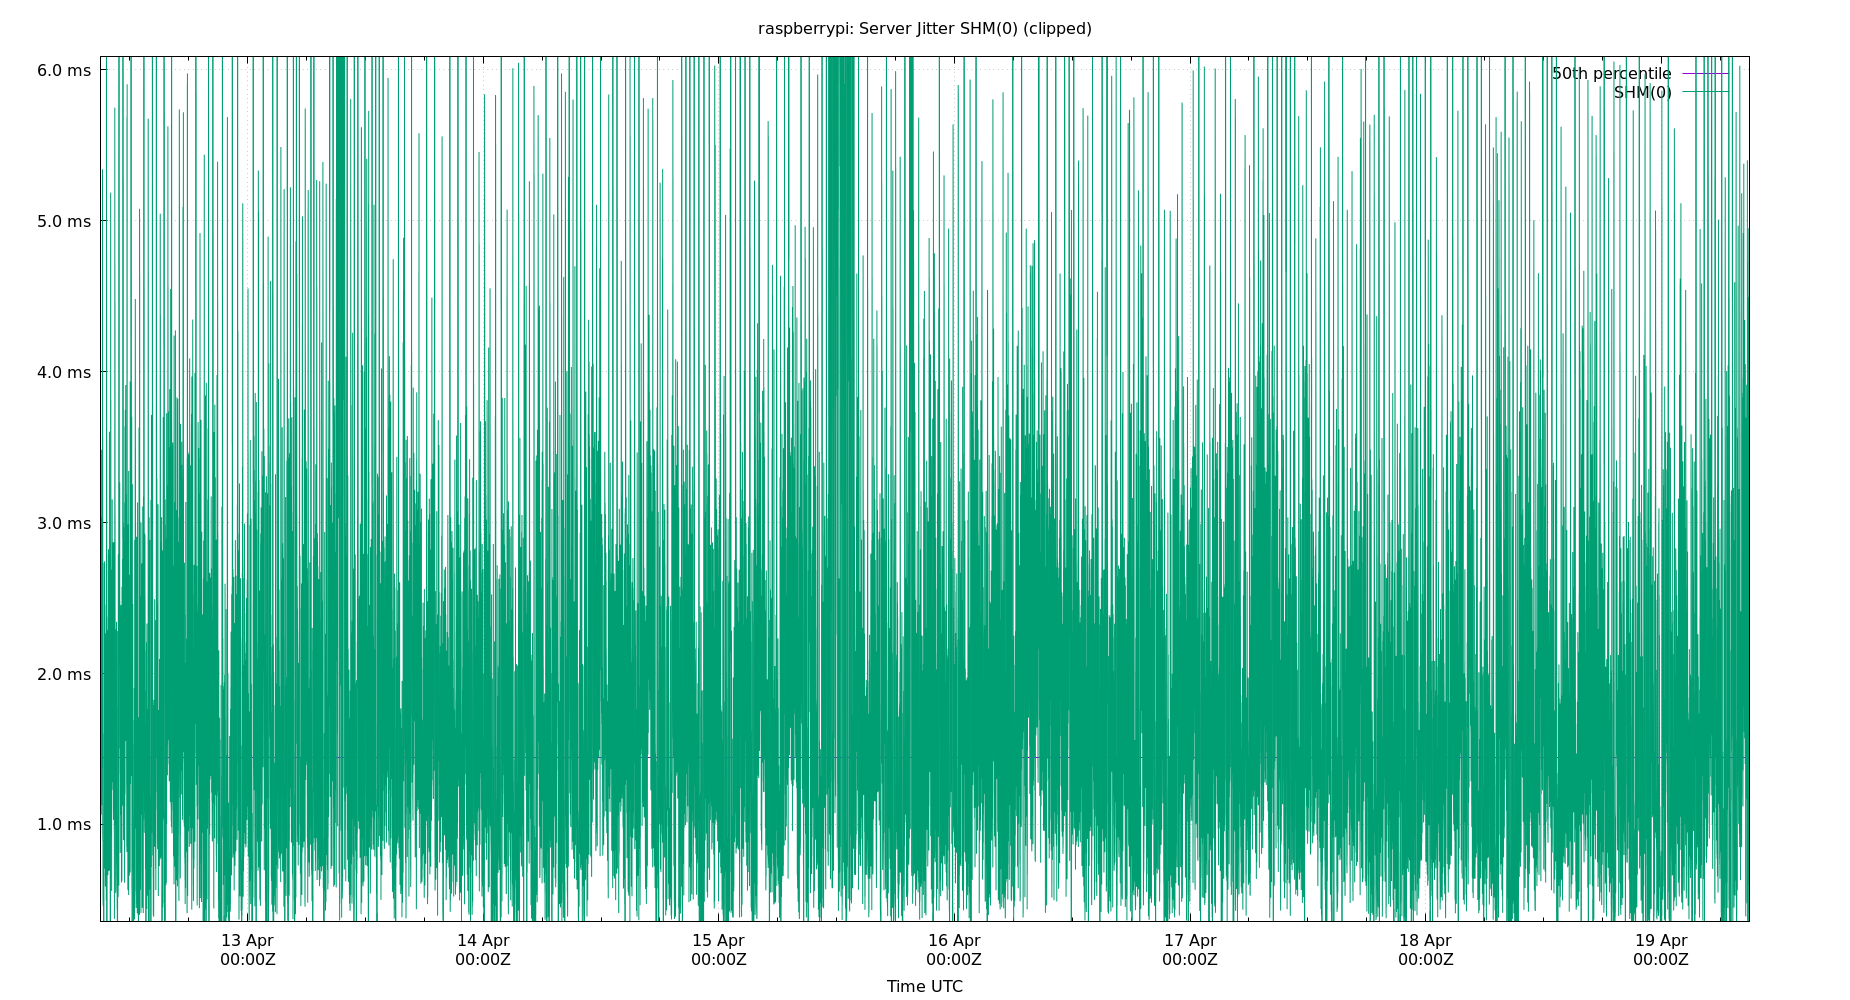 raspberrypi: Server Jitter SHM(0) (clipped)
6.0 ms
5.0 ms
4.0 ms
3.0 ms
2.0 ms
1.0 ms
50th percentile
SHM(0)
13 Apr
00:00Z
14 Apr
00:00Z
15 Apr
00:00Z
16 Apr
00:00Z
17 Apr
00:00Z
18 Apr
00:00Z
19 Apr
00:00Z
Time UTC